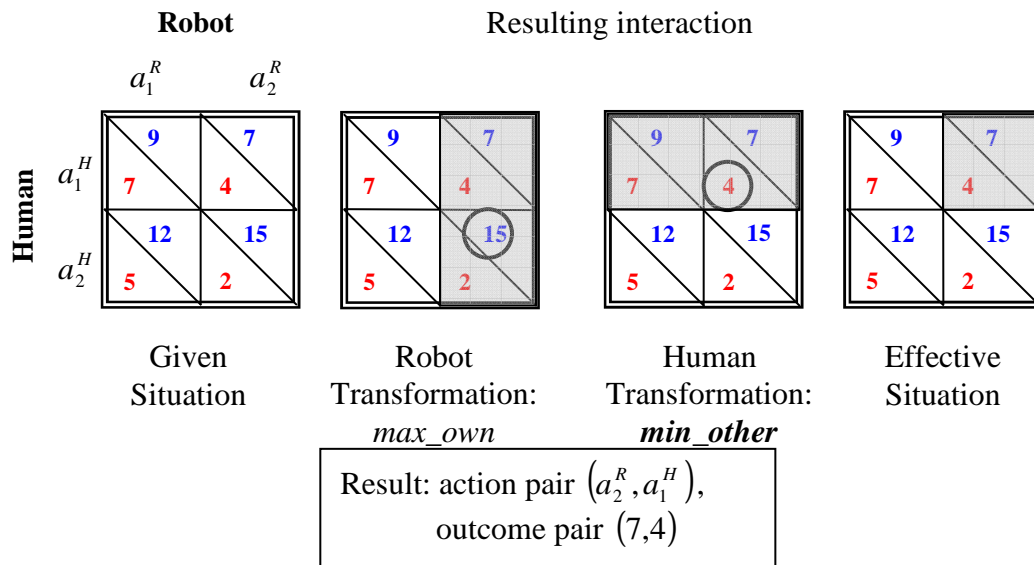 Robot Resulting interaction
a_1^R a_2^R
9 7 9 7 9 7 9 7
Human
a_1^H
7 4 7 4 7 4 7 4
12 15 12 15 12 15 12 15
a_2^H
5 2 5 2 5 2 5 2
Given
Situation
Robot
Transformation:
max_own
Human
Transformation:
min_other
Effective
Situation
Result: action pair (a_2^R, a_1^H),
outcome pair (7,4)